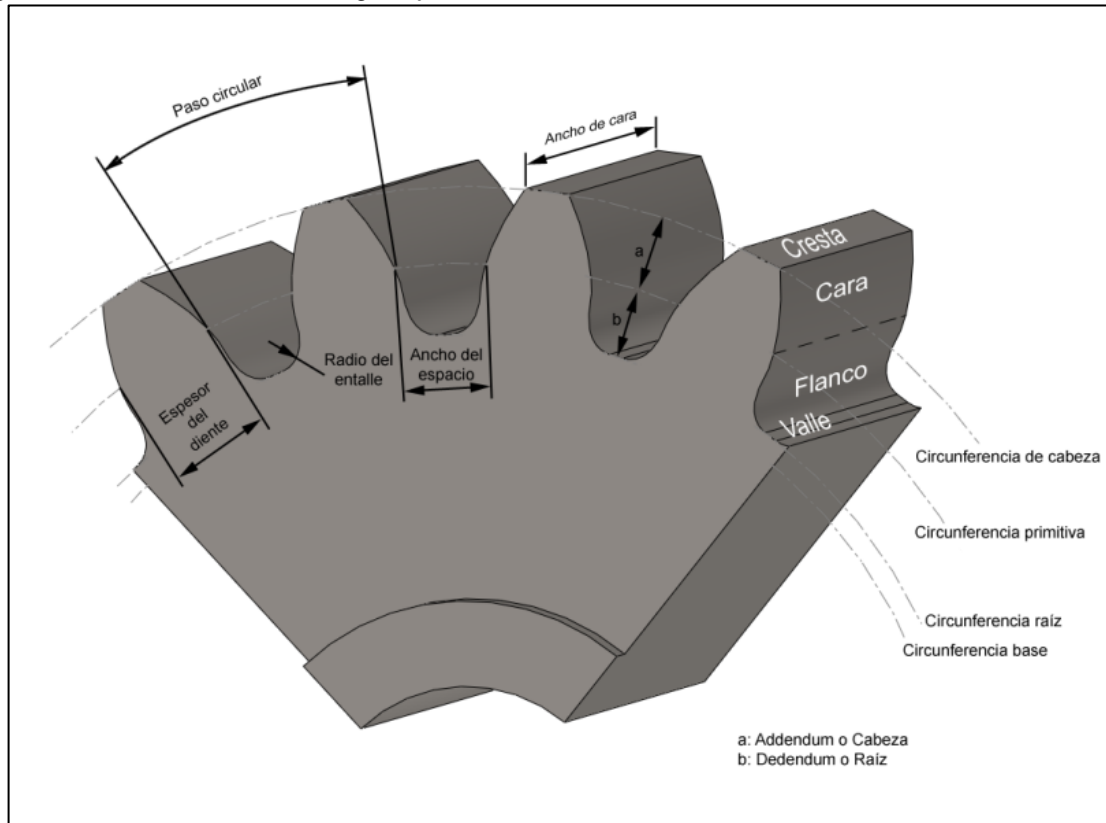 Paso circular
Ancho de cara
Cresta
Cara
a
b
Radio del
entalle
Ancho del
espacio
Flanco
Espesor
del
diente
Valle
Circunferencia de cabeza
Circunferencia primitiva
Circunferencia raíz
Circunferencia base
a: Addendum o Cabeza
b: Dedendum o Raíz